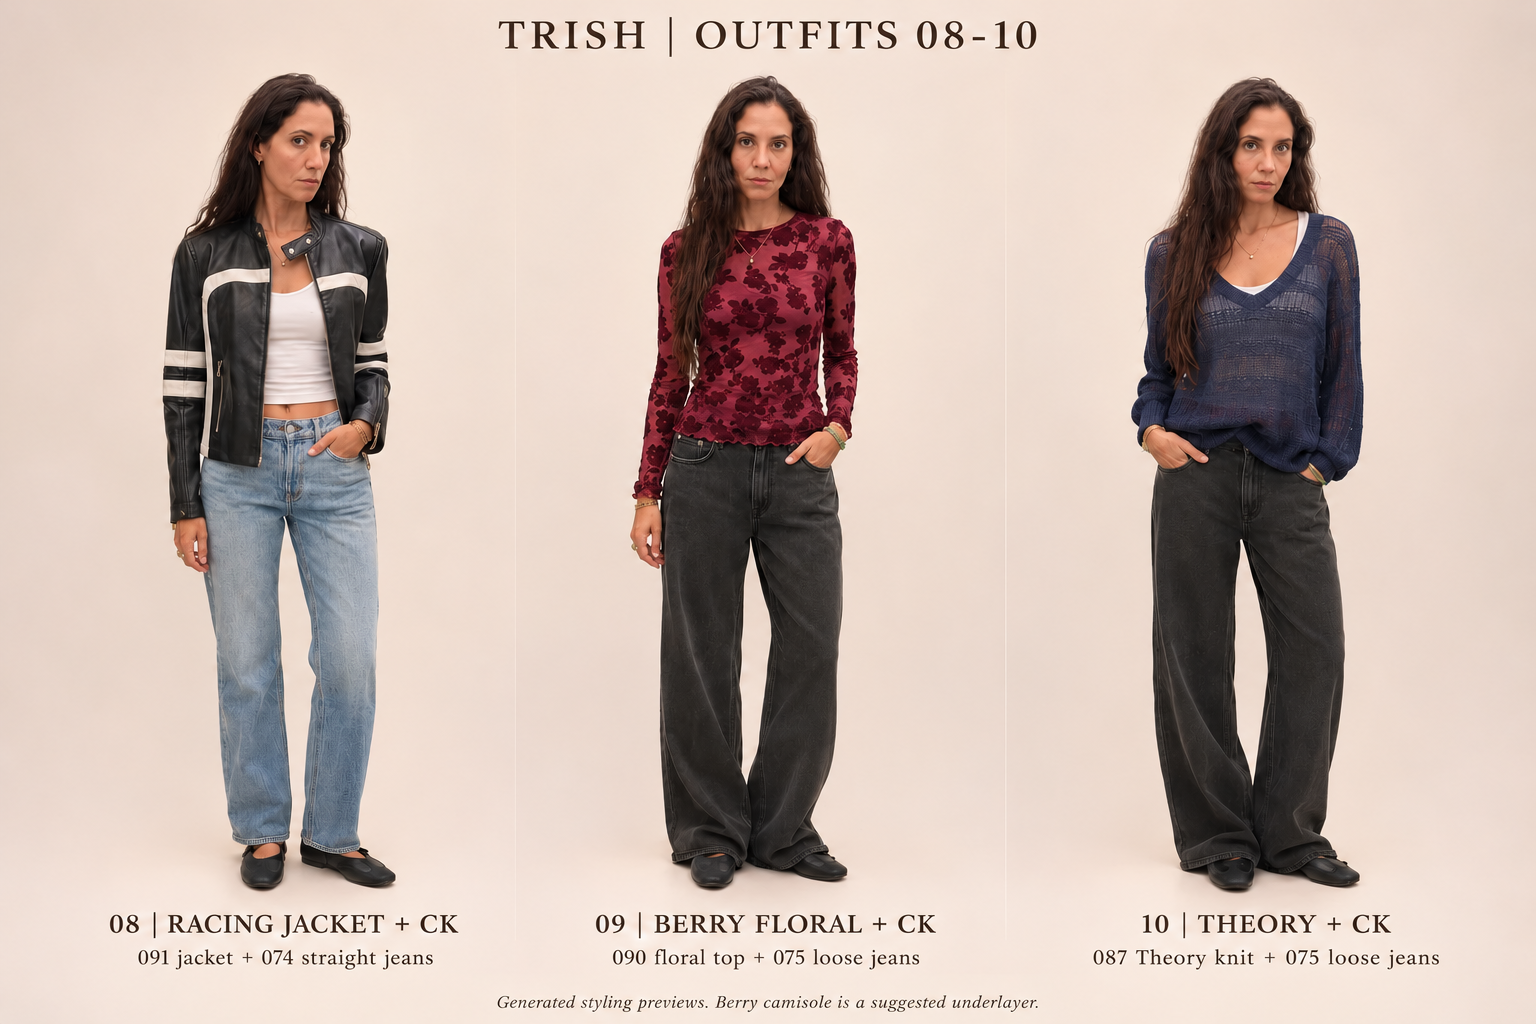 TRISH | OUTFITS 08-10
08 | RACING JACKET + CK
091 jacket + 074 straight jeans
09 | BERRY FLORAL + CK
090 floral top + 075 loose jeans
10 | THEORY + CK
087 Theory knit + 075 loose jeans
Generated styling previews. Berry camisole is a suggested underlayer.